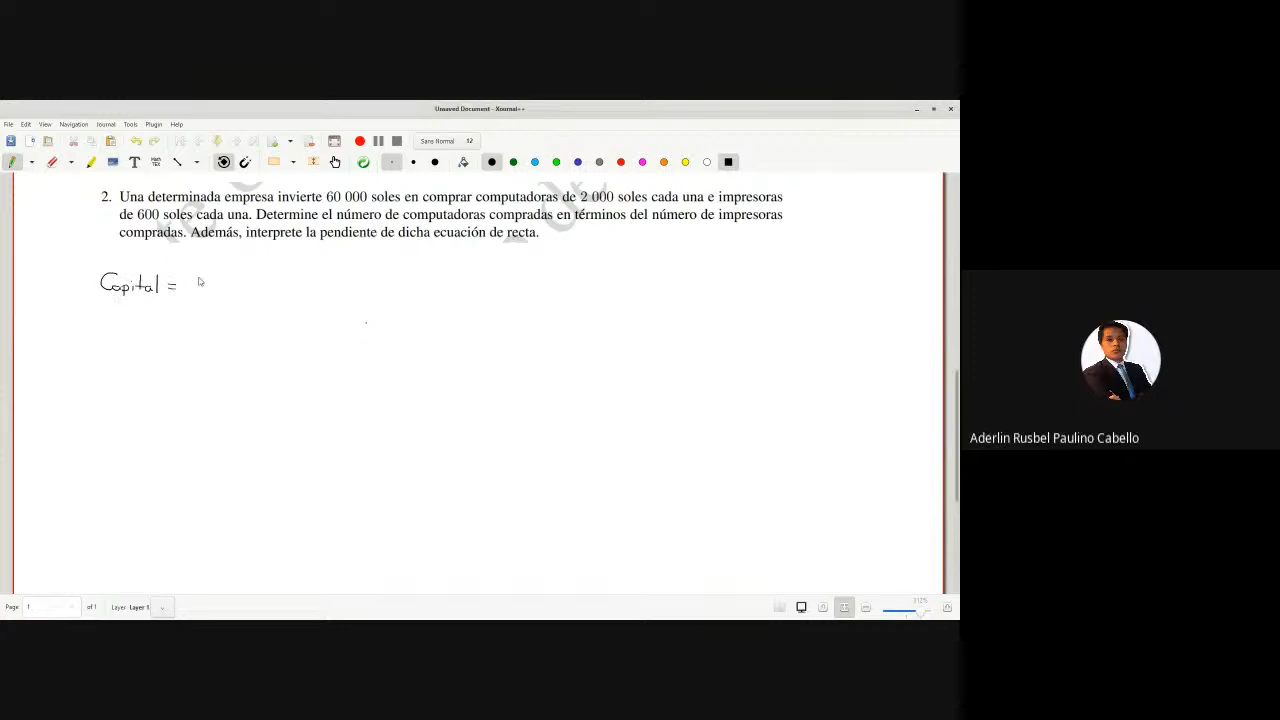 Unsaved Document - Xournal++
File Edit View Navigation Journal Tools Plugin Help
Sans Normal 12
2. Una determinada empresa invierte 60 000 soles en comprar computadoras de 2 000 soles cada una e impresoras
de 600 soles cada una. Determine el número de computadoras compradas en términos del número de impresoras
compradas. Además, interprete la pendiente de dicha ecuación de recta.
Capital =
Aderlin Rusbel Paulino Cabello
Page 1 of 1 Layer Layer 1 312%